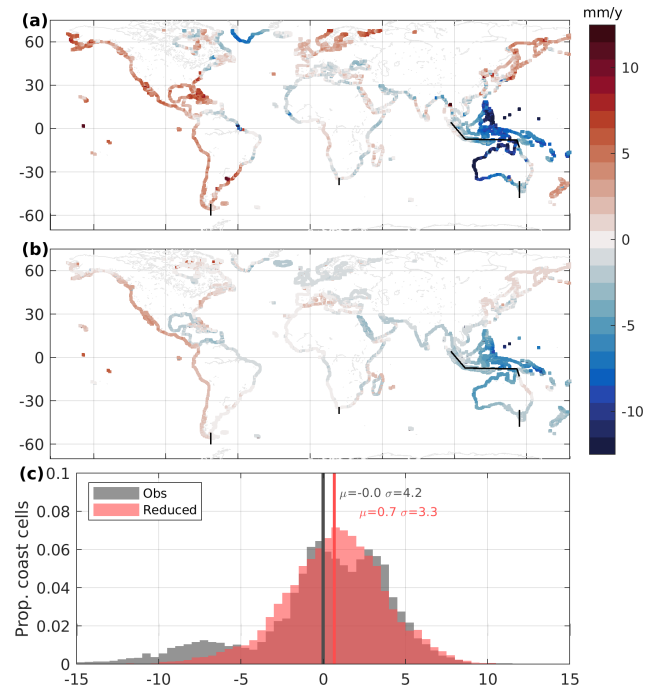 mm/y
(a)
60
30
0
-30
-60
10
5
0
-5
-10
(b)
60
30
0
-30
-60
(c)
0.1
0.08
0.06
0.04
0.02
0
Prop. coast cells
Obs
Reduced
μ=-0.0 σ=4.2
μ=0.7 σ=3.3
-15 -10 -5 0 5 10 15